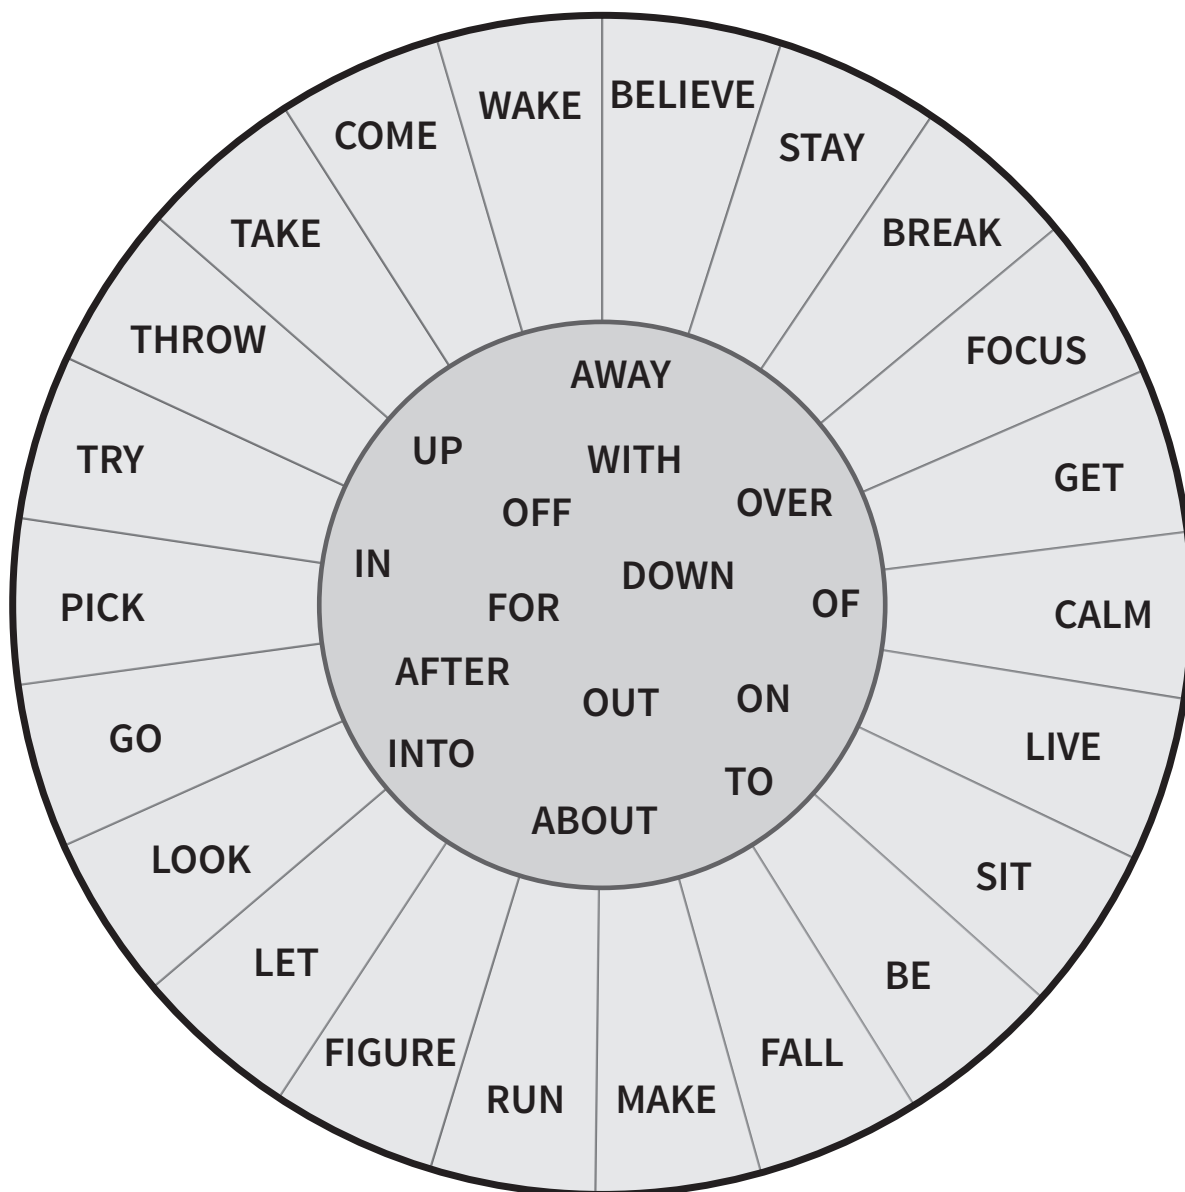 BELIEVE
STAY
BREAK
FOCUS
GET
CALM
LIVE
SIT
BE
FALL
MAKE
RUN
FIGURE
LET
LOOK
GO
PICK
TRY
THROW
TAKE
COME
WAKE
AWAY
UP
WITH
OFF
OVER
IN
DOWN
FOR
OF
AFTER
OUT
ON
INTO
TO
ABOUT